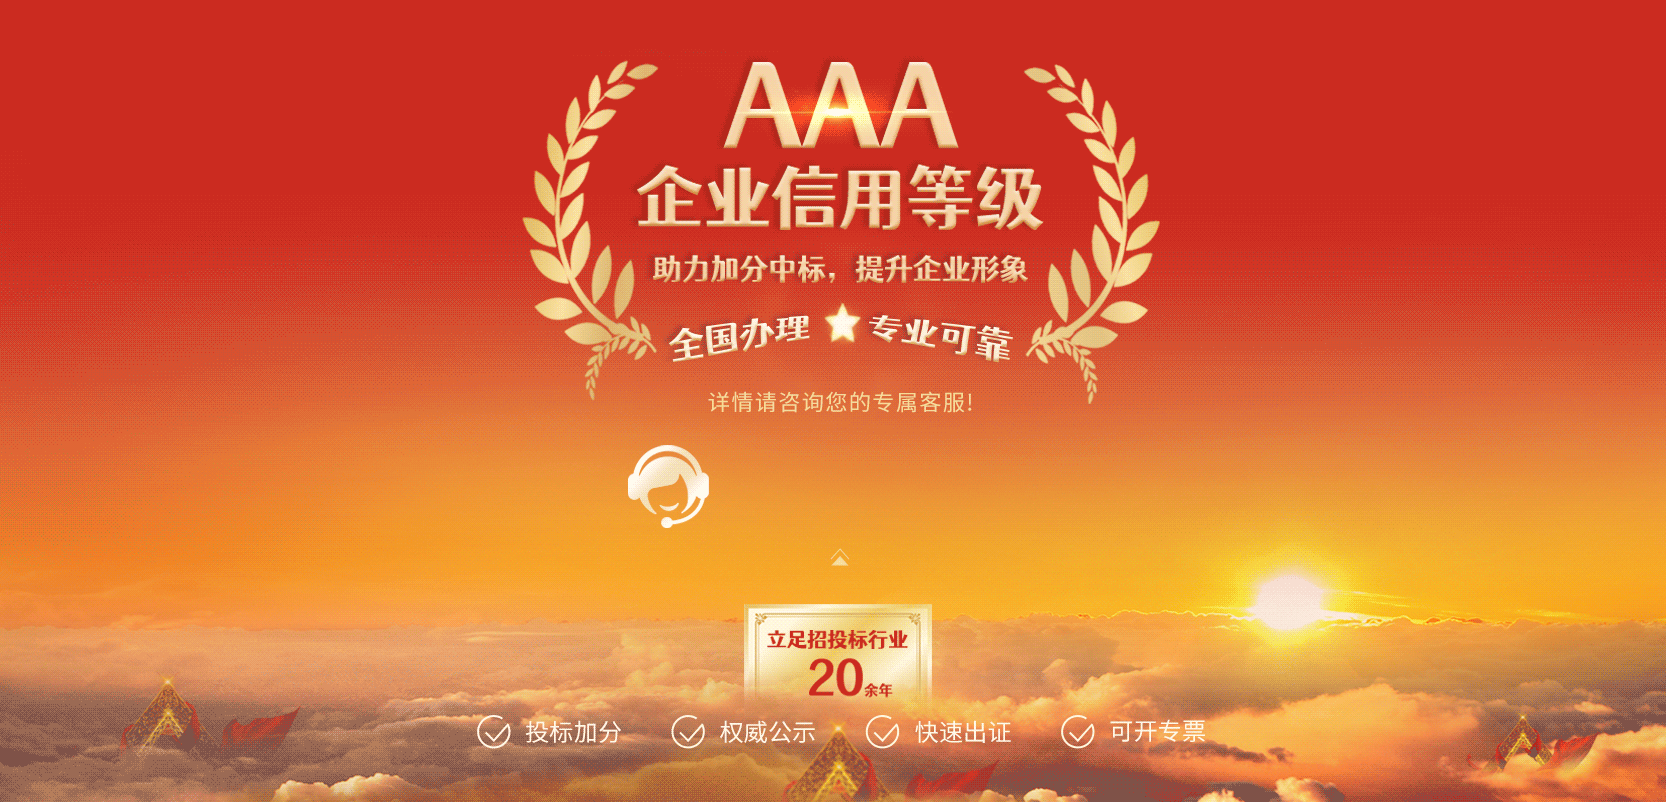 AAA
企业信用等级
助力加分中标，提升企业形象
全国办理 专业可靠
详情请咨询您的专属客服!
立足招投标行业
20余年
投标加分 权威公示 快速出证 可开专票